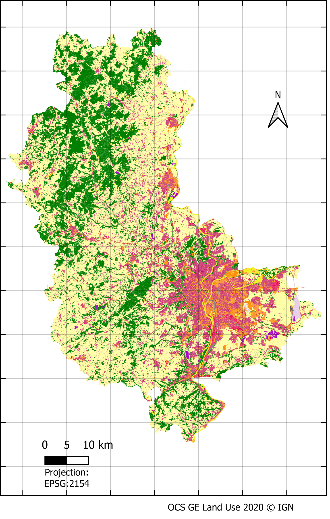 N
0 5 10 km
Projection:
EPSG:2154
OCS GE Land Use 2020 © IGN